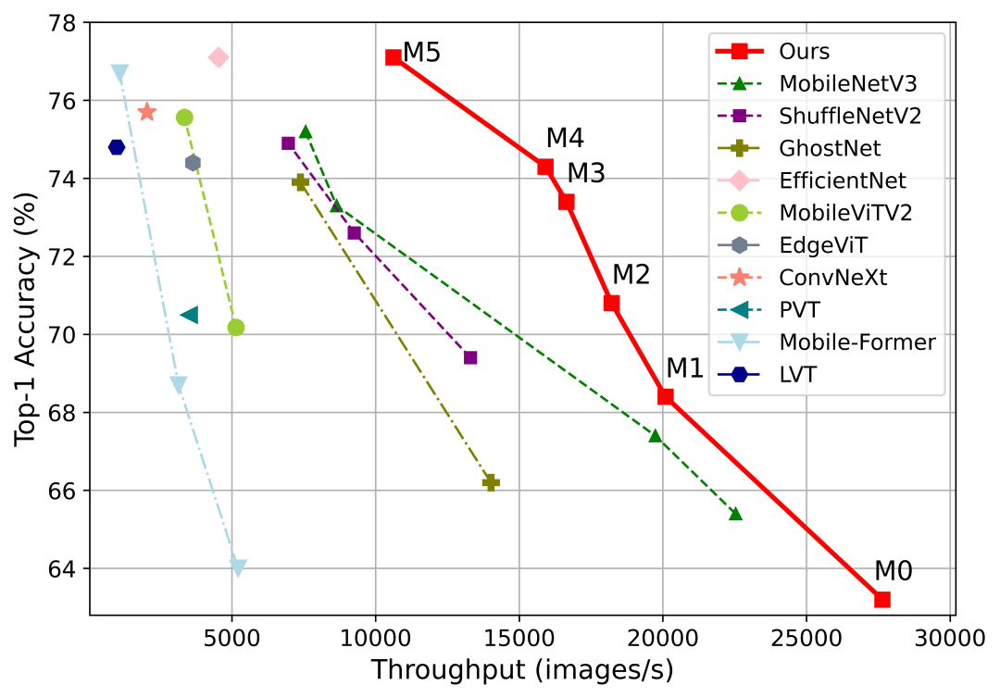 78
76
74
72
70
68
66
64
Top-1 Accuracy (%)
M5
M4
M3
M2
M1
M0
Ours
MobileNetV3
ShuffleNetV2
GhostNet
EfficientNet
MobileViTV2
EdgeViT
ConvNeXt
PVT
Mobile-Former
LVT
5000 10000 15000 20000 25000 30000
Throughput (images/s)